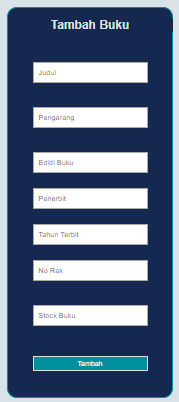 Tambah Buku
Judul
Pengarang
Edidi Buku
Penerbit
Tahun Terbit
No Rak
Stock Buku
Tambah